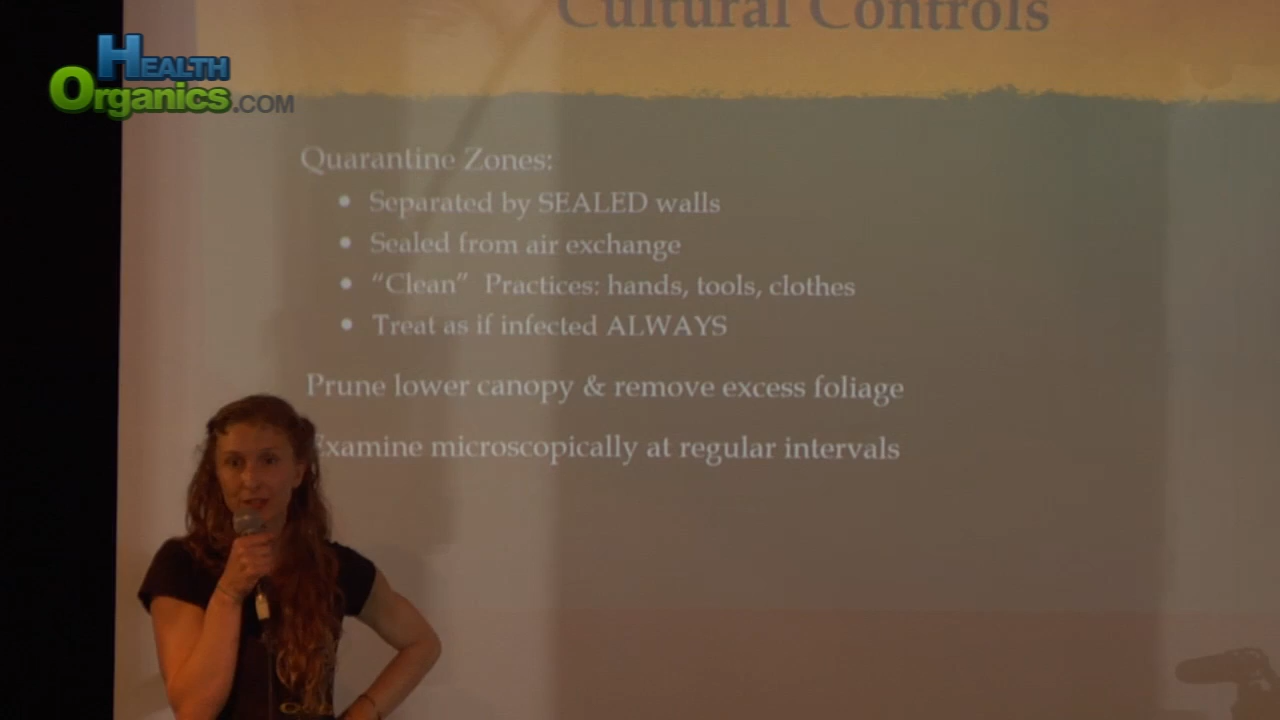 Cultural Controls
HEALTH
Organics.COM
Quarantine Zones:
• Separated by SEALED walls
• Sealed from air exchange
• “Clean” Practices: hands, tools, clothes
• Treat as if infected ALWAYS
Prune lower canopy & remove excess foliage
Examine microscopically at regular intervals